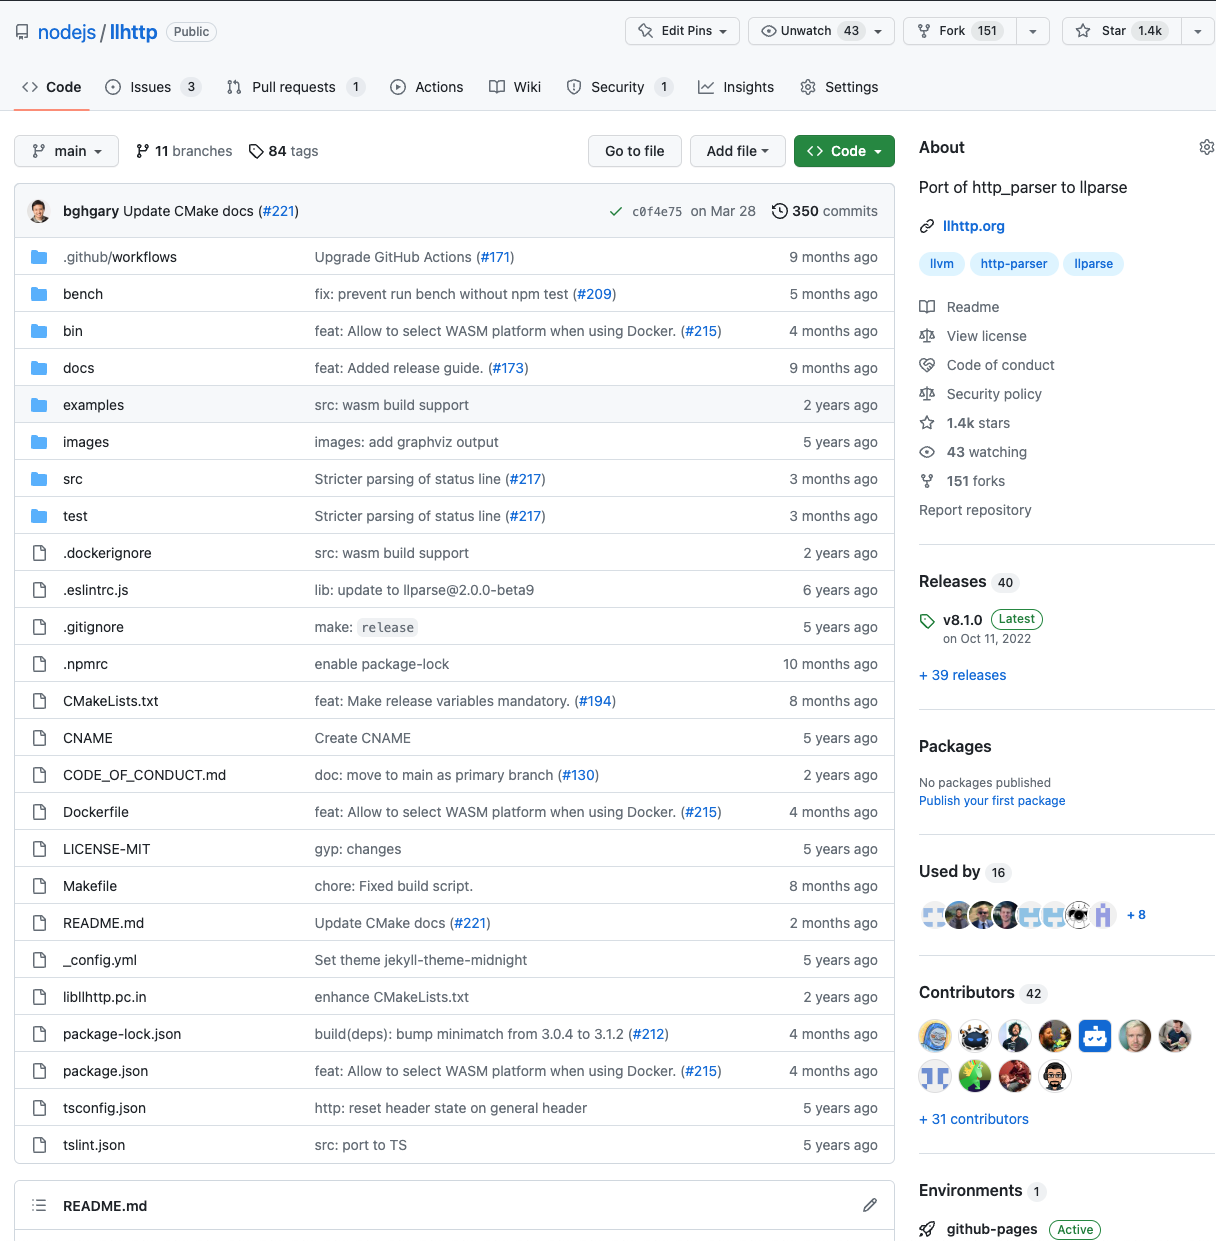 nodejs / llhttp Public Edit Pins Unwatch 43 Fork 151 Star 1.4k
Code Issues 3 Pull requests 1 Actions Wiki Security 1 Insights Settings
main 11 branches 84 tags Go to file Add file Code
bghgary Update CMake docs (#221) c0f4e75 on Mar 28 350 commits
.github/workflows Upgrade GitHub Actions (#171) 9 months ago
bench fix: prevent run bench without npm test (#209) 5 months ago
bin feat: Allow to select WASM platform when using Docker. (#215) 4 months ago
docs feat: Added release guide. (#173) 9 months ago
examples src: wasm build support 2 years ago
images images: add graphviz output 5 years ago
src Stricter parsing of status line (#217) 3 months ago
test Stricter parsing of status line (#217) 3 months ago
.dockerignore src: wasm build support 2 years ago
.eslintrc.js lib: update to llparse@2.0.0-beta9 6 years ago
.gitignore make: release 5 years ago
.npmrc enable package-lock 10 months ago
CMakeLists.txt feat: Make release variables mandatory. (#194) 8 months ago
CNAME Create CNAME 5 years ago
CODE_OF_CONDUCT.md doc: move to main as primary branch (#130) 2 years ago
Dockerfile feat: Allow to select WASM platform when using Docker. (#215) 4 months ago
LICENSE-MIT gyp: changes 5 years ago
Makefile chore: Fixed build script. 8 months ago
README.md Update CMake docs (#221) 2 months ago
_config.yml Set theme jekyll-theme-midnight 5 years ago
libllhttp.pc.in enhance CMakeLists.txt 2 years ago
package-lock.json build(deps): bump minimatch from 3.0.4 to 3.1.2 (#212) 4 months ago
package.json feat: Allow to select WASM platform when using Docker. (#215) 4 months ago
tsconfig.json http: reset header state on general header 5 years ago
tslint.json src: port to TS 5 years ago
README.md
About
Port of http_parser to llparse
llhttp.org
llvm http-parser llparse
Readme
View license
Code of conduct
Security policy
1.4k stars
43 watching
151 forks
Report repository
Releases 40
v8.1.0 Latest
on Oct 11, 2022
+ 39 releases
Packages
No packages published
Publish your first package
Used by 16
+ 8
Contributors 42
+ 31 contributors
Environments 1
github-pages Active